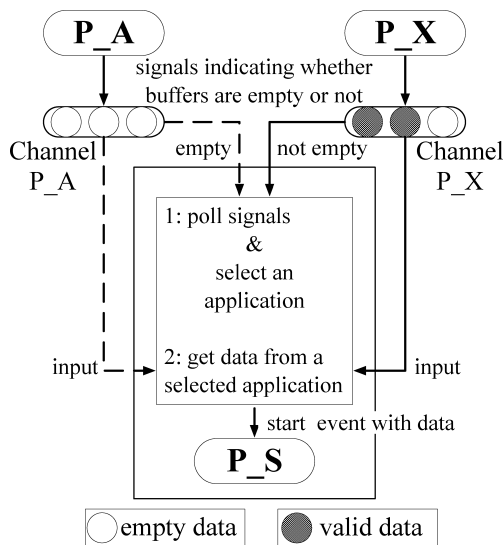 P_A
P_X
signals indicating whether
buffers are empty or not
Channel
P_A
empty
not empty
Channel
P_X
1: poll signals
&
select an
application
input
2: get data from a
selected application
input
start event with data
P_S
empty data
valid data